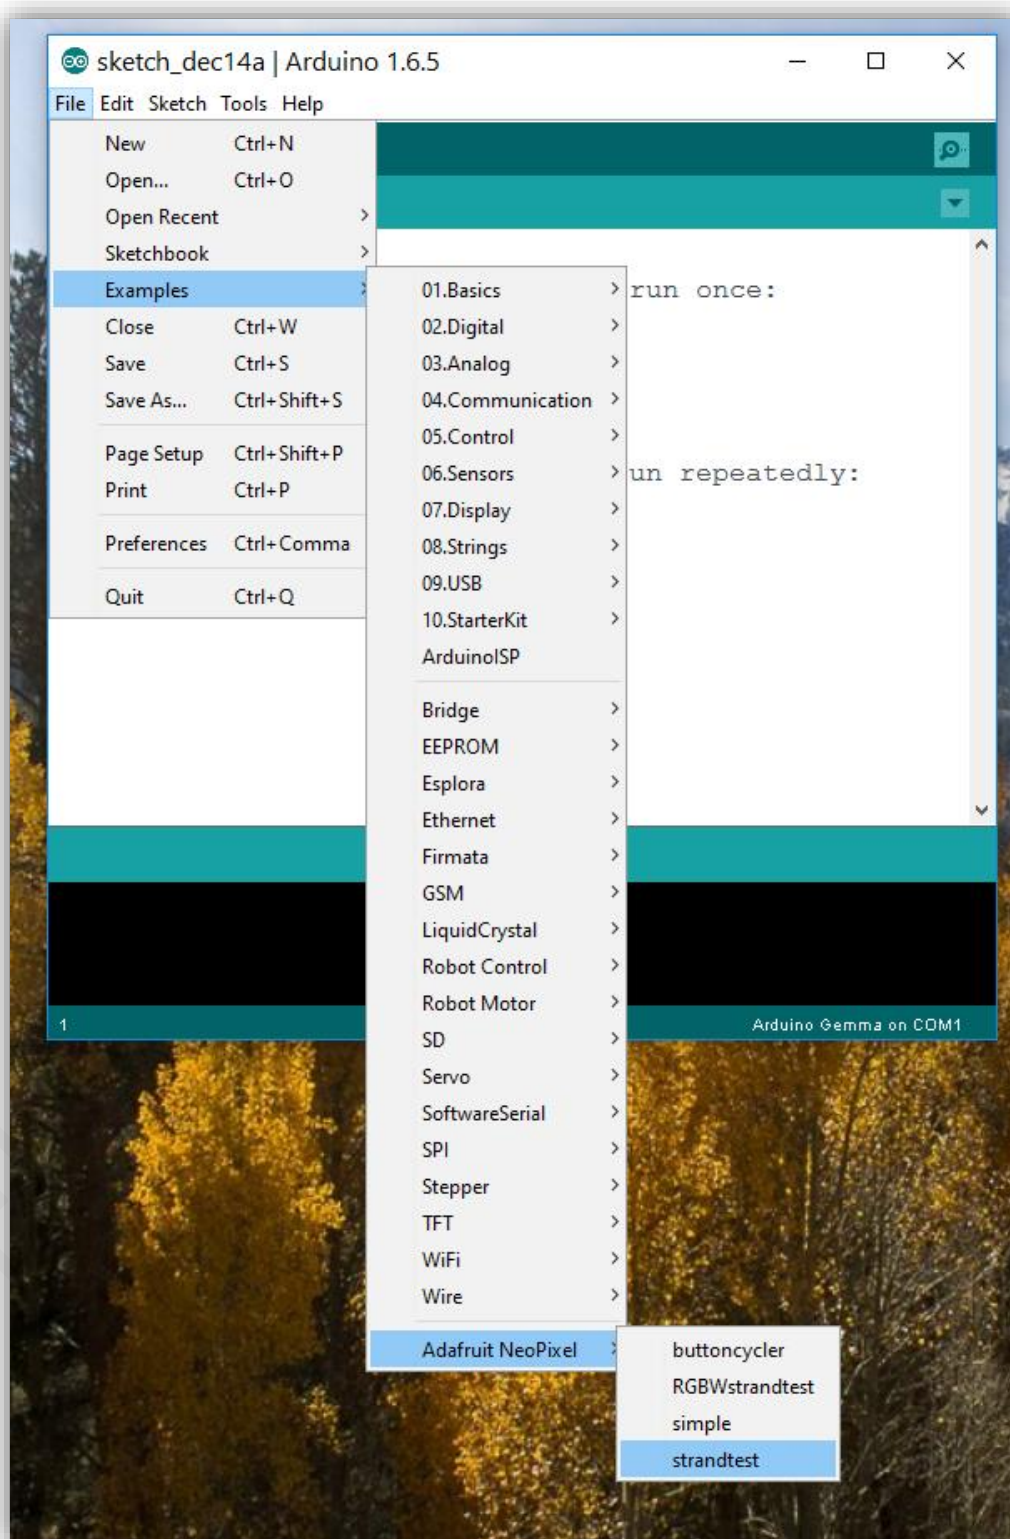 sketch_dec14a | Arduino 1.6.5
File Edit Sketch Tools Help
New Ctrl+N
Open... Ctrl+O
Open Recent
Sketchbook
Examples
Close Ctrl+W
Save Ctrl+S
Save As... Ctrl+Shift+S
Page Setup Ctrl+Shift+P
Print Ctrl+P
Preferences Ctrl+Comma
Quit Ctrl+Q
01.Basics
02.Digital
03.Analog
04.Communication
05.Control
06.Sensors
07.Display
08.Strings
09.USB
10.StarterKit
ArduinoISP
Bridge
EEPROM
Esplora
Ethernet
Firmata
GSM
LiquidCrystal
Robot Control
Robot Motor
SD
Servo
SoftwareSerial
SPI
Stepper
TFT
WiFi
Wire
Adafruit NeoPixel
buttoncycler
RGBWstrandtest
simple
strandtest
run once:
un repeatedly:
1
Arduino Gemma on COM1